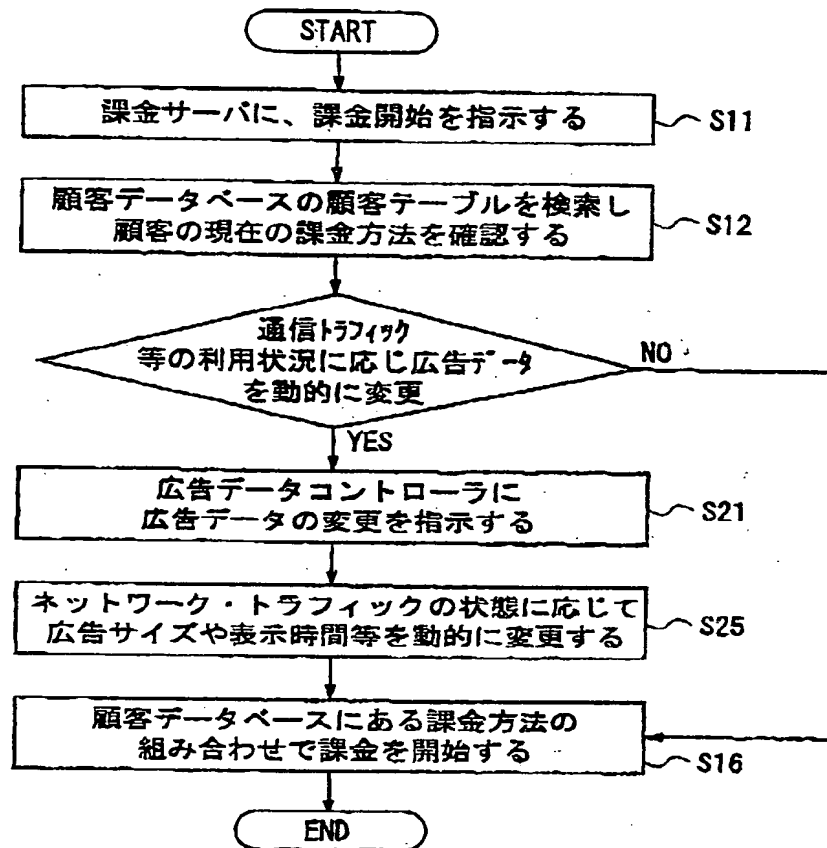 START
課金サーバに、課金開始を指示する
S11
顧客データベースの顧客テーブルを検索し
顧客の現在の課金方法を確認する
S12
通信トラフィック
等の利用状況に応じ広告データ
を動的に変更
NO
YES
広告データコントローラに
広告データの変更を指示する
S21
ネットワーク・トラフィックの状態に応じて
広告サイズや表示時間等を動的に変更する
S25
顧客データベースにある課金方法の
組み合わせで課金を開始する
S16
END